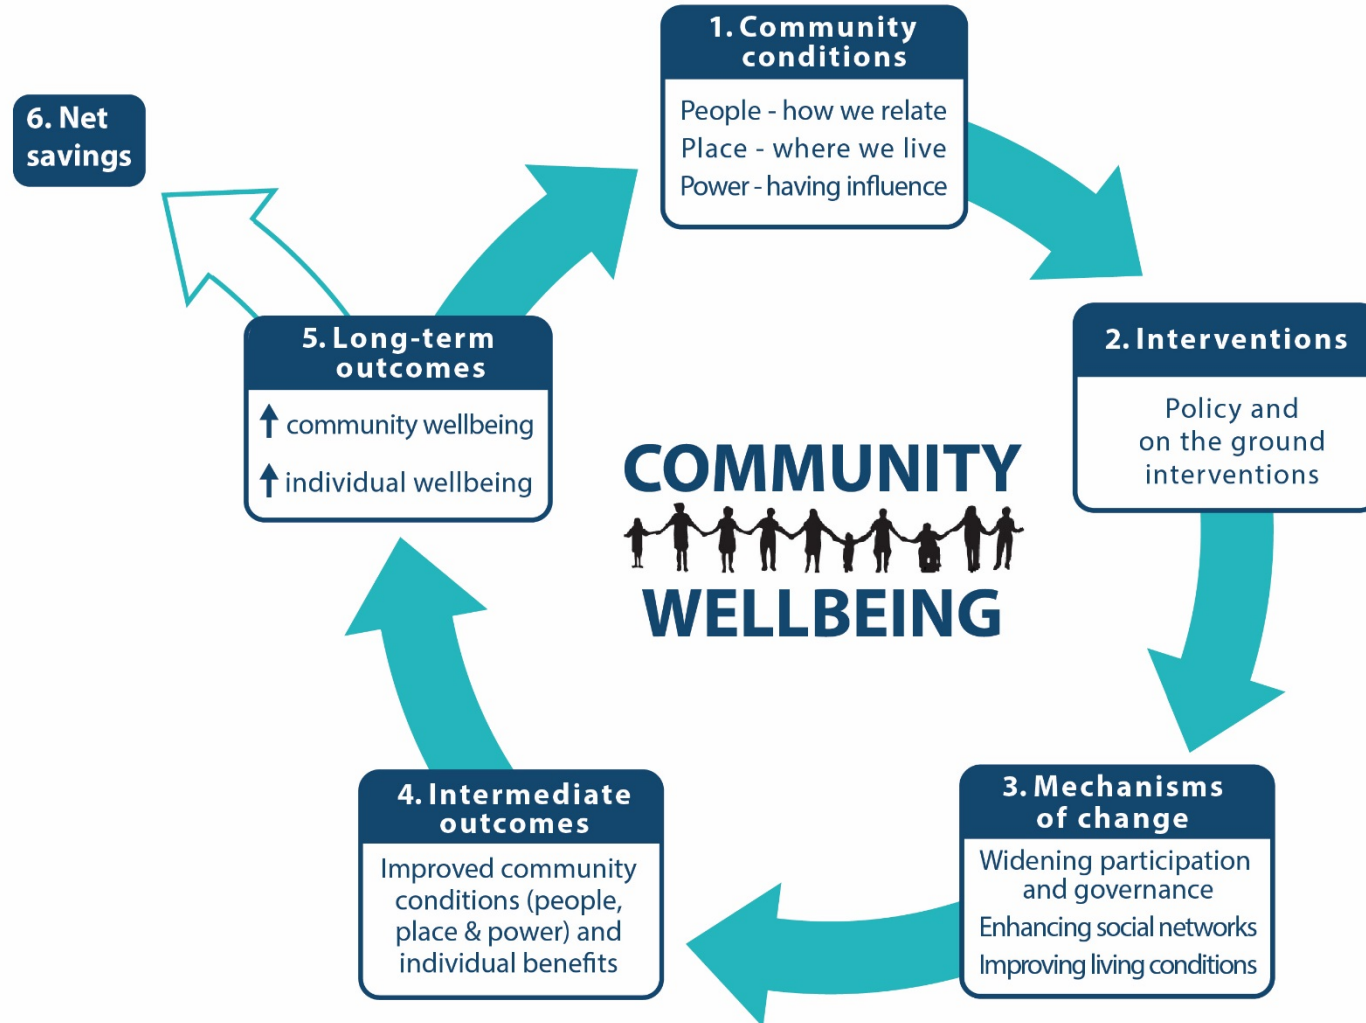 1. Community
conditions
People - how we relate
Place - where we live
Power - having influence
2. Interventions
Policy and
on the ground
interventions
3. Mechanisms
of change
Widening participation
and governance
Enhancing social networks
Improving living conditions
4. Intermediate
outcomes
Improved community
conditions (people,
place & power) and
individual benefits
5. Long-term
outcomes
community wellbeing
individual wellbeing
6. Net
savings
COMMUNITY
WELLBEING